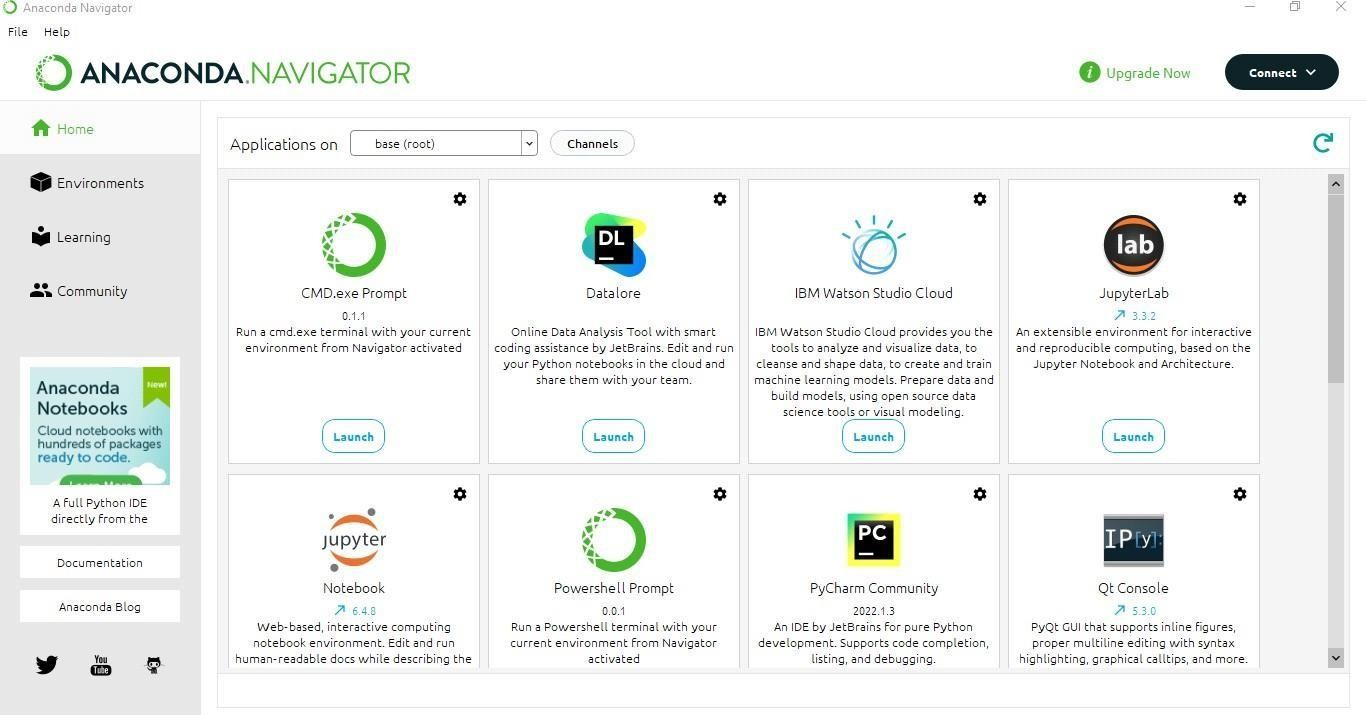 Anaconda Navigator
File Help
ANACONDA.NAVIGATOR
i Upgrade Now
Connect
Home
Environments
Learning
Community
New!
Anaconda
Notebooks
Cloud notebooks with
hundreds of packages
ready to code.
Learn More
A full Python IDE
directly from the
Documentation
Anaconda Blog
You
Tube
Applications on
base (root)
Channels
CMD.exe Prompt
0.1.1
Run a cmd.exe terminal with your current
environment from Navigator activated
Launch
DL
Datalore
Online Data Analysis Tool with smart
coding assistance by JetBrains. Edit and run
your Python notebooks in the cloud and
share them with your team.
Launch
IBM Watson Studio Cloud
IBM Watson Studio Cloud provides you the
tools to analyze and visualize data, to
cleanse and shape data, to create and train
machine learning models. Prepare data and
build models, using open source data
science tools or visual modeling.
Launch
lab
JupyterLab
3.3.2
An extensible environment for interactive
and reproducible computing, based on the
Jupyter Notebook and Architecture.
Launch
jupyter
Notebook
6.4.8
Web-based, interactive computing
notebook environment. Edit and run
human-readable docs while describing the
Powershell Prompt
0.0.1
Run a Powershell terminal with your
current environment from Navigator
activated
PC
PyCharm Community
2022.1.3
An IDE by JetBrains for pure Python
development. Supports code completion,
listing, and debugging.
IP[y]:
Qt Console
5.3.0
PyQt GUI that supports inline figures,
proper multiline editing with syntax
highlighting, graphical calltips, and more.